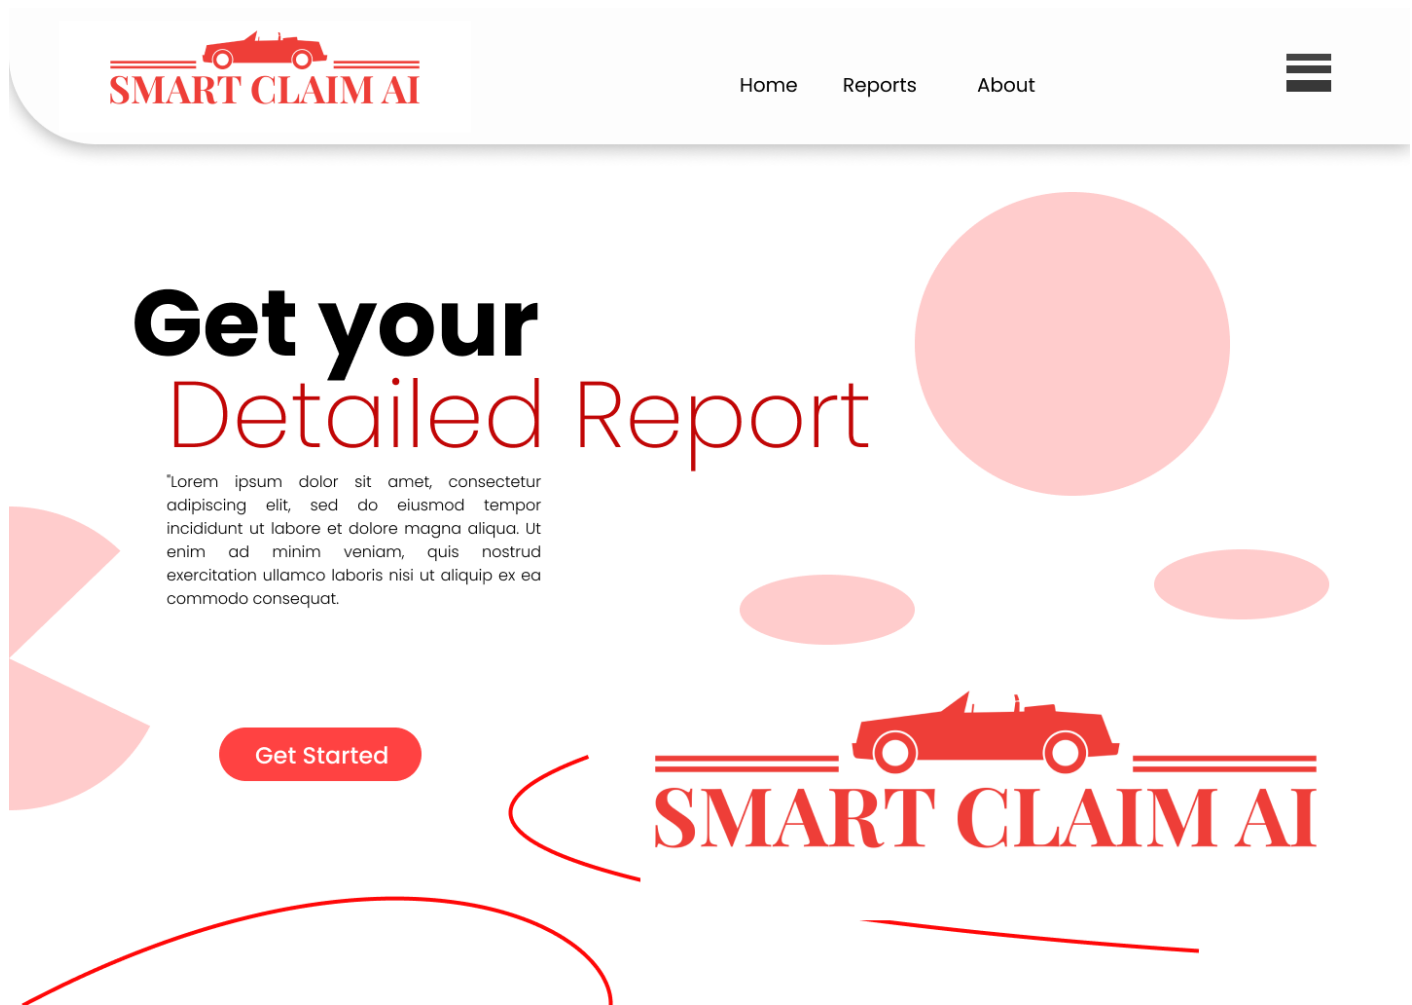 SMART CLAIM AI
Home Reports About
Get your
Detailed Report
"Lorem ipsum dolor sit amet, consectetur
adipiscing elit, sed do eiusmod tempor
incididunt ut labore et dolore magna aliqua. Ut
enim ad minim veniam, quis nostrud
exercitation ullamco laboris nisi ut aliquip ex ea
commodo consequat.
Get Started
SMART CLAIM AI